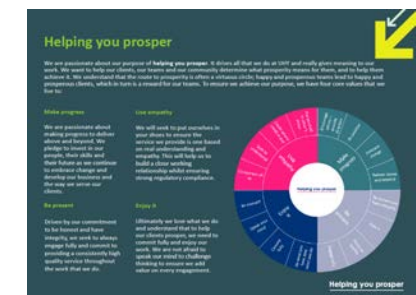 Helping you prosper
We are passionate about our purpose of helping you prosper. It drives all that we do at UHY and really gives meaning to our
work. We want to help our clients, our teams and our community determine what prosperity means for them, and to help them
achieve it. We understand that the route to prosperity is often a virtuous circle; happy and prosperous teams lead to happy and
prosperous clients, which in turn is a reward for our teams. To ensure we achieve our purpose, we have four core values that we
live to:
Make progress
We are passionate about
making progress to deliver
above and beyond. We
pledge to invest in our
people, their skills and
their future as we continue
to embrace change and
develop our business and
the way we serve our
clients.
Use empathy
We will seek to put ourselves in
your shoes to ensure the
service we provide is one based
on real understanding and
empathy. This will help us to
build a close working
relationship whilst ensuring
strong regulatory compliance.
Be present
Driven by our commitment
to be honest and have
integrity, we seek to always
engage fully and commit to
providing a consistently high
quality service throughout
the work that we do.
Enjoy it
Ultimately we love what we do
and understand that to help
our clients prosper, we need to
commit fully and enjoy our
work. We are not afraid to
speak our mind to challenge
thinking to ensure we add
value on every engagement.
Helping you prosper
Helping you prosper